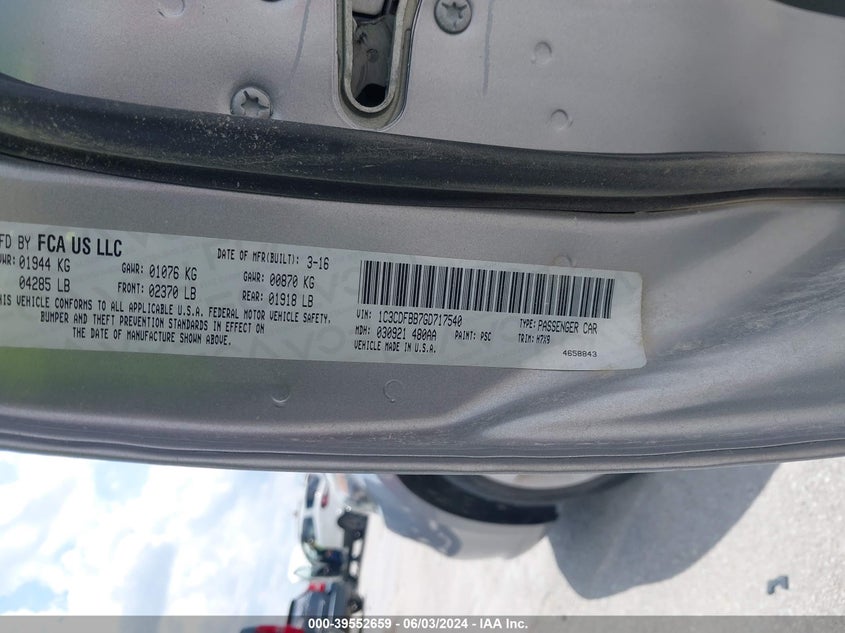 FD BY FCA US LLC
DATE OF MFR(BUILT): 3-16
WR: 01944 KG GAWR: 01076 KG GAWR: 00870 KG
04285 LB FRONT: 02370 LB REAR: 01918 LB
THIS VEHICLE CONFORMS TO ALL APPLICABLE U.S.A. FEDERAL MOTOR VEHICLE SAFETY,
BUMPER AND THEFT PREVENTION STANDARDS IN EFFECT ON
THE DATE OF MANUFACTURE SHOWN ABOVE.
VIN: 1C3CDFBB7GD717540 TYPE: PASSENGER CAR
MDH: 030921 480AA PAINT: PSC TRIM: H7X9
VEHICLE MADE IN U.S.A. 4658843
000-39552659 - 06/03/2024 - IAA Inc.